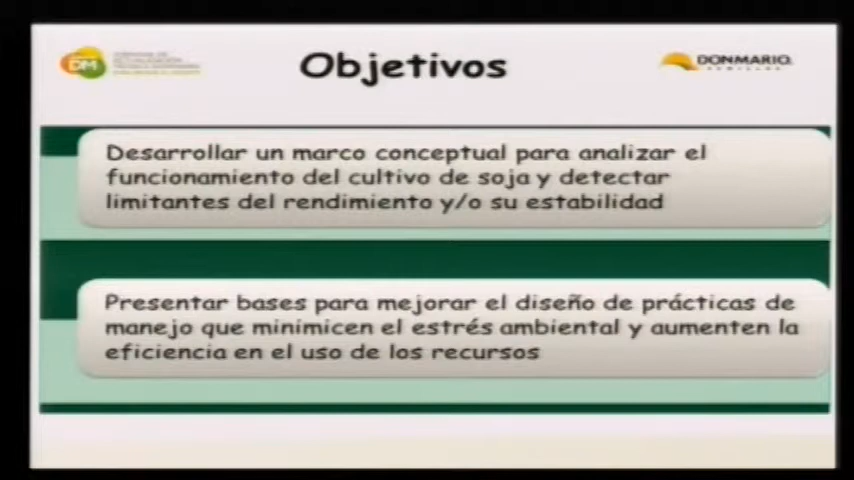 DM
Objetivos
DONMARIO
Desarrollar un marco conceptual para analizar el
funcionamiento del cultivo de soja y detectar
limitantes del rendimiento y/o su estabilidad
Presentar bases para mejorar el diseño de prácticas de
manejo que minimicen el estrés ambiental y aumenten la
eficiencia en el uso de los recursos